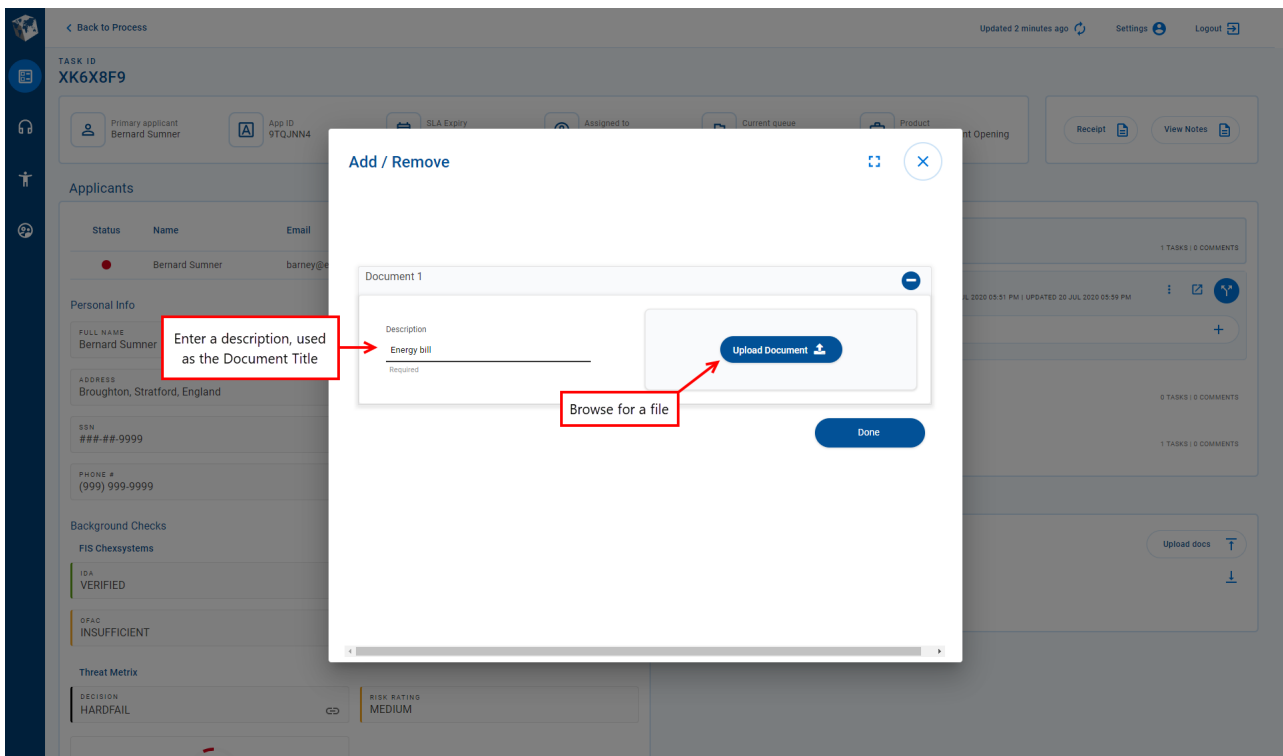 Back to Process
Updated 2 minutes ago
Settings
Logout
TASK ID
XK6X8F9
Primary applicant
Bernard Sumner
App ID
9TQJNN4
SLA Expiry
Assigned to
Current queue
Product
nt Opening
Receipt
View Notes
Add / Remove
Applicants
Status Name Email
Bernard Sumner barney@e
1 TASKS | 0 COMMENTS
Document 1
JUL 2020 05:51 PM | UPDATED 20 JUL 2020 05:59 PM
Personal Info
FULL NAME
Bernard Sumner
Enter a description, used
as the Document Title
Description
Energy bill
Required
Upload Document
Browse for a file
Done
ADDRESS
Broughton, Stratford, England
0 TASKS | 0 COMMENTS
SSN
###-##-9999
1 TASKS | 0 COMMENTS
PHONE #
(999) 999-9999
Background Checks
FIS Chexsystems
Upload docs
IDA
VERIFIED
OFAC
INSUFFICIENT
Threat Metrix
DECISION
HARDFAIL
RISK RATING
MEDIUM